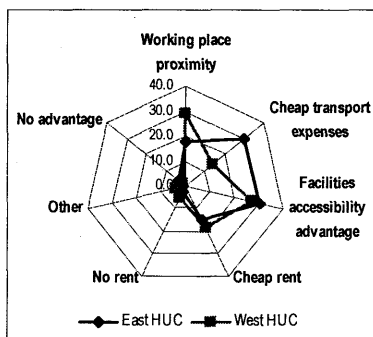 Working place
proximity
40.0
30.0
20.0
10.0
0.0
Cheap transport
expenses
Facilities
accessibility
advantage
Cheap rent
No rent
Other
No advantage
East HUC
West HUC